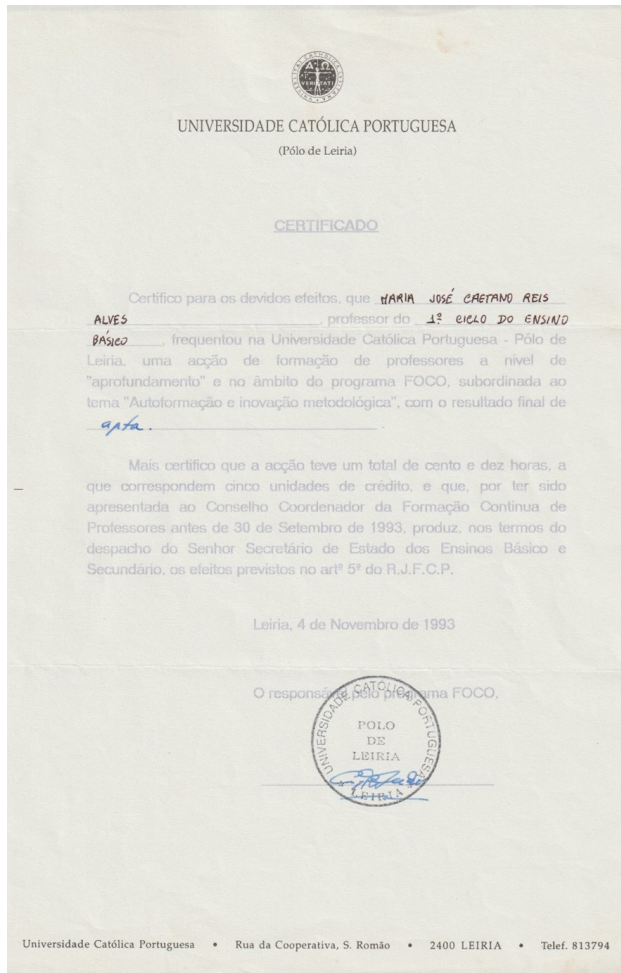 UNIVERSIDADE CATÓLICA PORTUGUESA
(Pólo de Leiria)
CERTIFICADO
Certifico para os devidos efeitos, que MARIA JOSÉ CAETANO REIS
ALVES, professor do 1º CICLO DO ENSINO
BÁSICO, frequentou na Universidade Católica Portuguesa - Pólo de
Leiria, uma acção de formação de professores a nível de
"aprofundamento" e no âmbito do programa FOCO, subordinada ao
tema "Autoformação e inovação metodológica", com o resultado final de
apta.
Mais certifico que a acção teve um total de cento e dez horas, a
que correspondem cinco unidades de crédito, e que, por ter sido
apresentada ao Conselho Coordenador da Formação Contínua de
Professores antes de 30 de Setembro de 1993, produz, nos termos do
despacho do Senhor Secretário de Estado dos Ensinos Básico e
Secundário, os efeitos previstos no artº 5º do R.J.F.C.P.
Leiria, 4 de Novembro de 1993
O responsável pelo programa FOCO,
UNIVERSIDADE CATÓLICA PORTUGUESA
POLO
DE
LEIRIA
LEIRIA
Universidade Católica Portuguesa • Rua da Cooperativa, S. Romão • 2400 LEIRIA • Telef. 813794